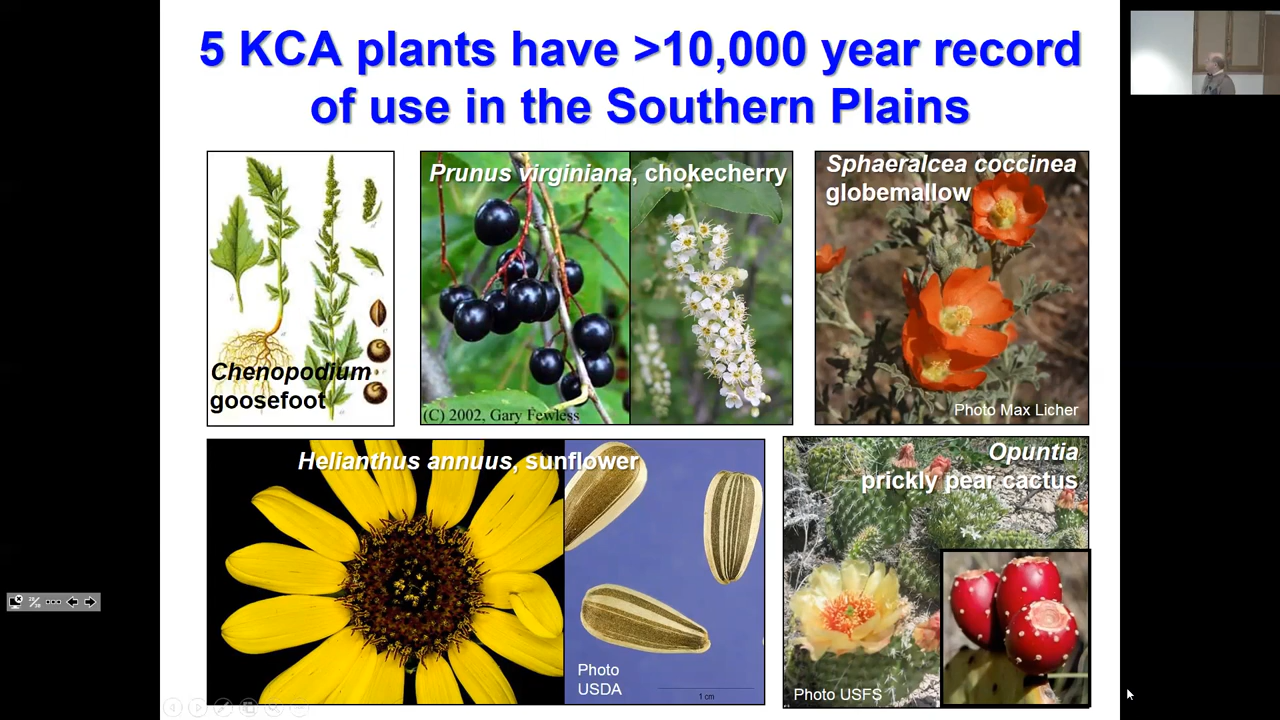 5 KCA plants have >10,000 year record
of use in the Southern Plains
Chenopodium
goosefoot
Prunus virginiana, chokecherry
(C) 2002, Gary Fewless
Sphaeralcea coccinea
globemallow
Photo Max Licher
Helianthus annuus, sunflower
Photo
USDA
1 cm
Opuntia
prickly pear cactus
Photo USFS